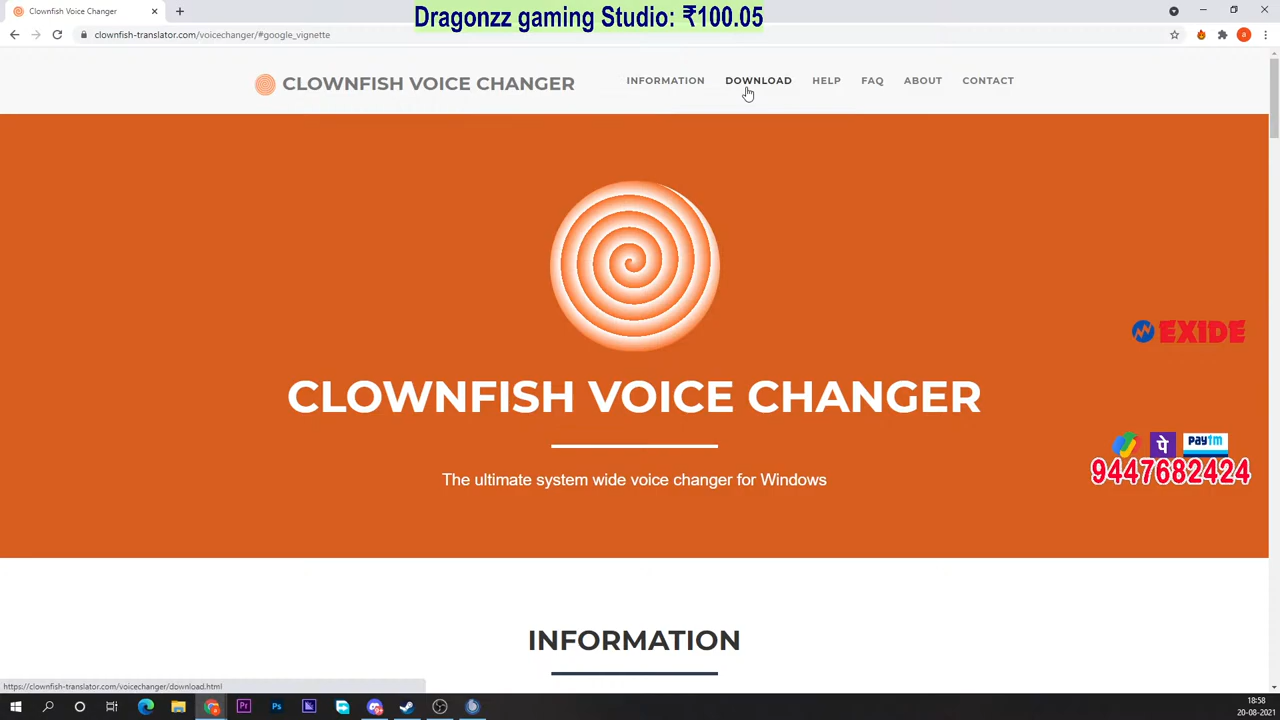 Clownfish Voice Changer
Dragonzz gaming Studio: ₹100.05
clownfish-translator.com/voicechanger/#google_vignette
a
CLOWNFISH VOICE CHANGER
INFORMATION
DOWNLOAD
HELP
FAQ
ABOUT
CONTACT
EXIDE
CLOWNFISH VOICE CHANGER
पे
Paytm
9447682424
The ultimate system wide voice changer for Windows
INFORMATION
https://clownfish-translator.com/voicechanger/download.html
Pr
Ps
18:58
20-08-2021